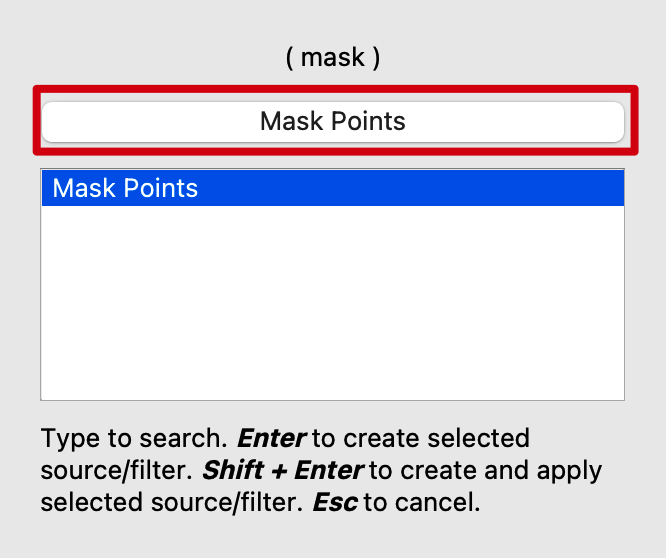 ( mask )
Mask Points
Mask Points
Type to search. Enter to create selected
source/filter. Shift + Enter to create and apply
selected source/filter. Esc to cancel.